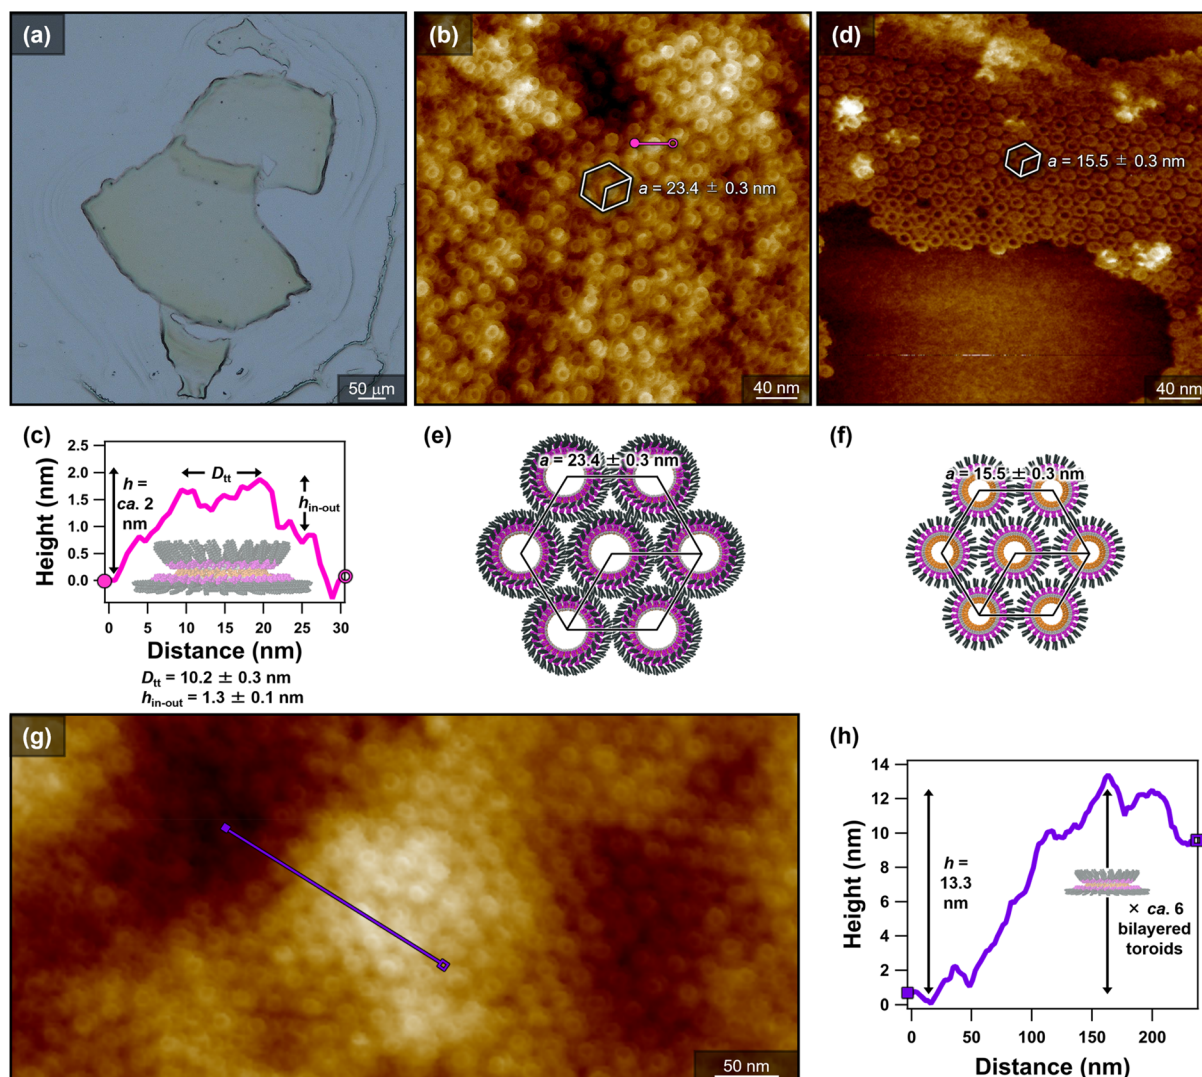 (a)
50 μm
(b)
a = 23.4 ± 0.3 nm
40 nm
(d)
a = 15.5 ± 0.3 nm
40 nm
(c)
Height (nm)
2.5
2.0
1.5
1.0
0.5
0.0
h =
ca. 2
nm
Dtt
hin-out
0
5
10
15
20
25
30
Distance (nm)
Dtt = 10.2 ± 0.3 nm
hin-out = 1.3 ± 0.1 nm
(e)
a = 23.4 ± 0.3 nm
(f)
a = 15.5 ± 0.3 nm
(g)
50 nm
(h)
Height (nm)
14
12
10
8
6
4
2
0
h =
13.3
nm
× ca. 6
bilayered
toroids
0
50
100
150
200
Distance (nm)